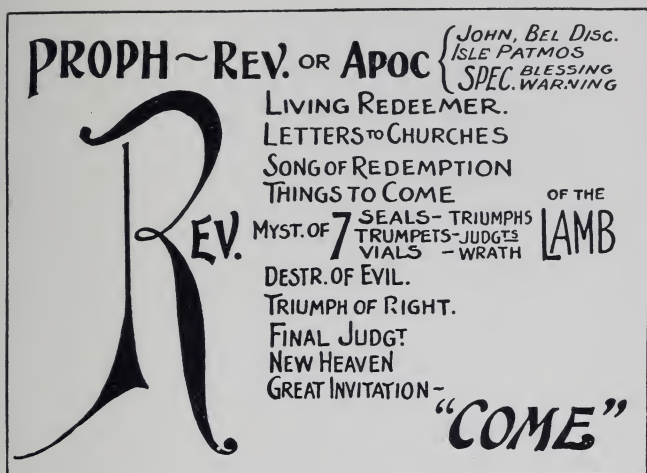 PROPH ~ REV. OR APOC
JOHN, BEL DISC.
ISLE PATMOS
SPEC. BLESSING
WARNING
REV.
LIVING REDEEMER.
LETTERS TO CHURCHES
SONG OF REDEMPTION
THINGS TO COME
MYST. OF 7
SEALS - TRIUMPHS
TRUMPETS - JUDGTS
VIALS - WRATH
OF THE
LAMB
DESTR. OF EVIL.
TRIUMPH OF RIGHT.
FINAL JUDGT
NEW HEAVEN
GREAT INVITATION -
"COME"